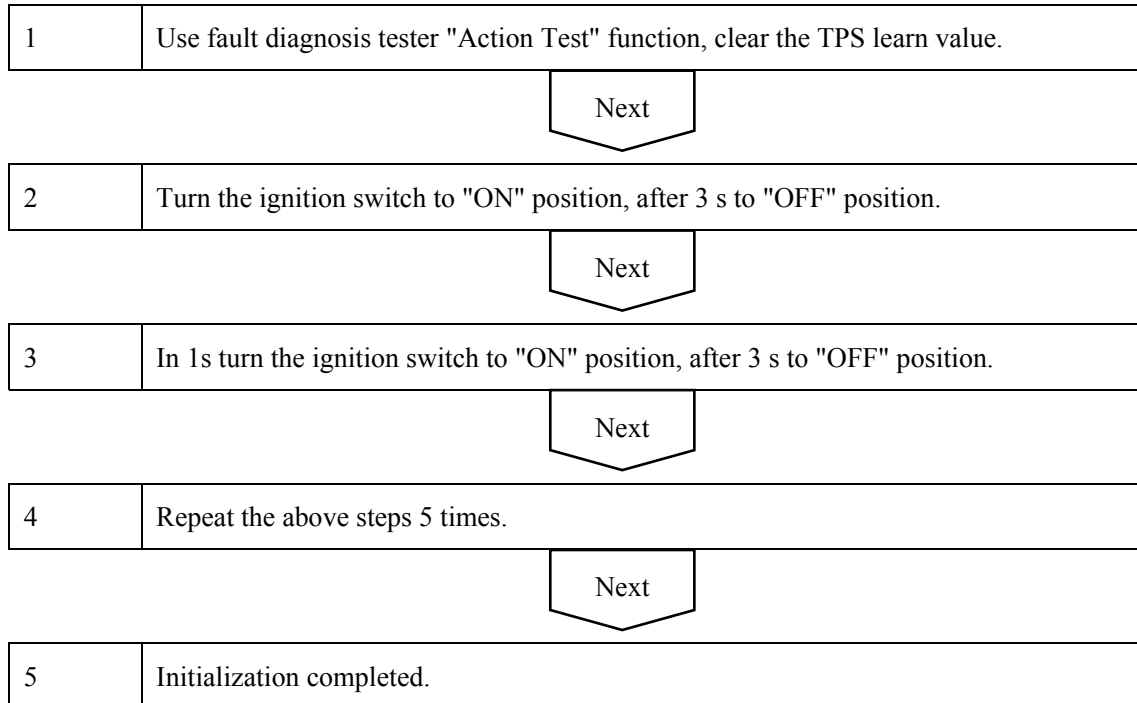 1 Use fault diagnosis tester "Action Test" function, clear the TPS learn value.
Next
2 Turn the ignition switch to "ON" position, after 3 s to "OFF" position.
Next
3 In 1s turn the ignition switch to "ON" position, after 3 s to "OFF" position.
Next
4 Repeat the above steps 5 times.
Next
5 Initialization completed.